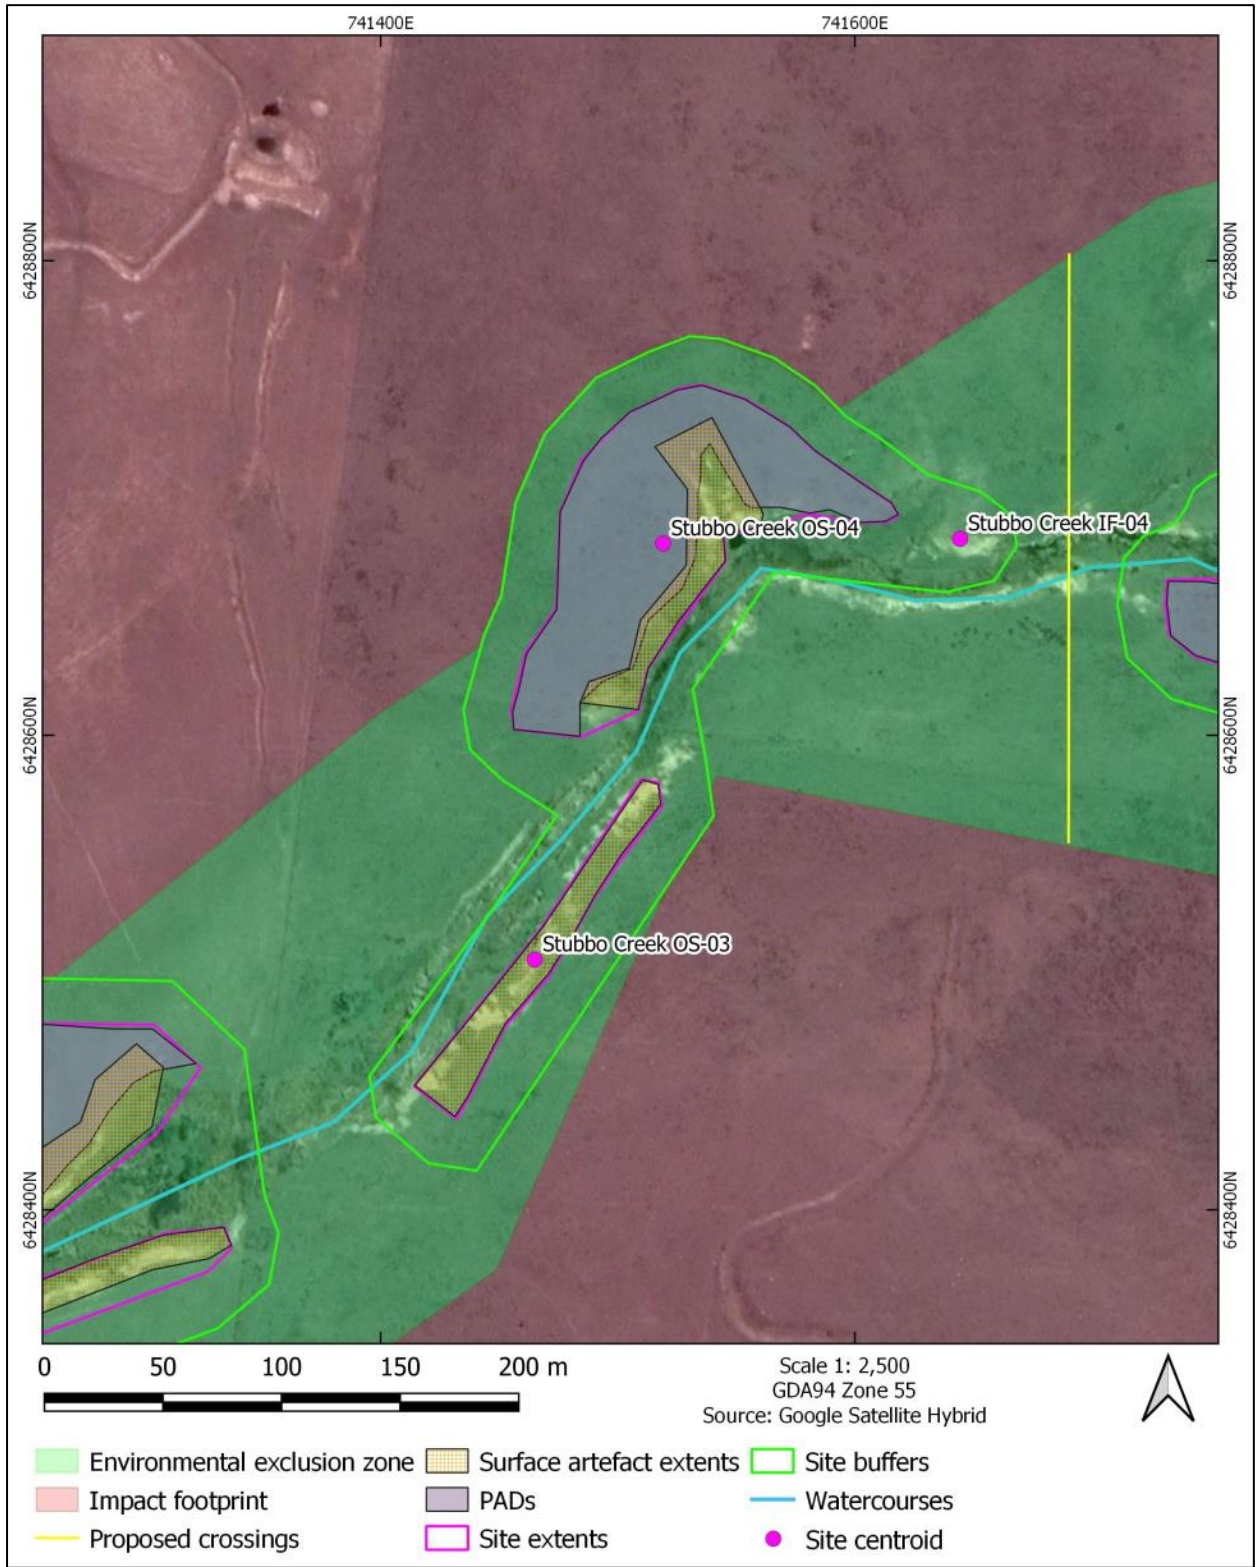 741400E
741600E
6428800N
6428800N
Stubbo Creek OS-04
Stubbo Creek IF-04
6428600N
6428600N
Stubbo Creek OS-03
6428400N
6428400N
0 50 100 150 200 m
Scale 1: 2,500
GDA94 Zone 55
Source: Google Satellite Hybrid
Environmental exclusion zone
Surface artefact extents
Site buffers
Impact footprint
PADs
Watercourses
Proposed crossings
Site extents
Site centroid